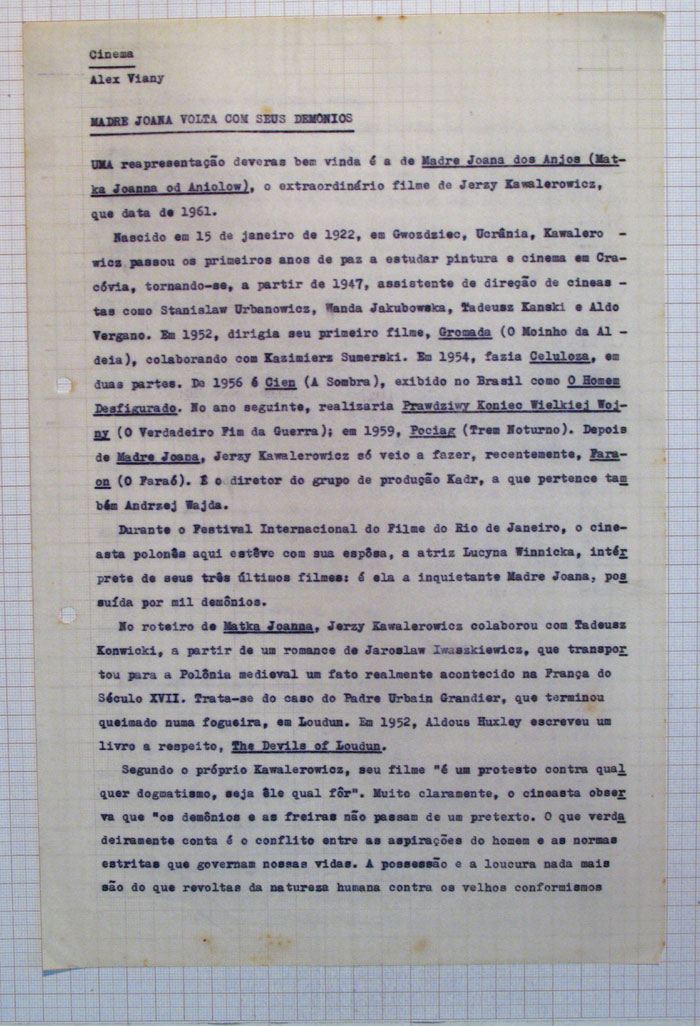 Cinema
Alex Viany
MADRE JOANA VOLTA COM SEUS DEMÔNIOS
UMA reapresentação deveras bem vinda é a de Madre Joana dos Anjos (Mat-
ka Joanna od Aniolow), o extraordinário filme de Jerzy Kawalerowicz,
que data de 1961.
Nascido em 15 de janeiro de 1922, em Gwozdziec, Ucrânia, Kawalero -
wicz passou os primeiros anos de paz a estudar pintura e cinema em Cra-
cóvia, tornando-se, a partir de 1947, assistente de direção de cineas -
tas como Stanislaw Urbanowicz, Wanda Jakubowska, Tadeusz Kanski e Aldo
Vergano. Em 1952, dirigia seu primeiro filme, Gromada (O Moinho da Al -
deia), colaborando com Kazimierz Sumerski. Em 1954, fazia Celuloza, em
duas partes. De 1956 é Cien (A Sombra), exibido no Brasil como O Homem
Desfigurado. No ano seguinte, realizaria Prawdziwy Koniec Wielkiej Woj-
ny (O Verdadeiro Fim da Guerra); em 1959, Pociag (Trem Noturno). Depois
de Madre Joana, Jerzy Kawalerowicz só veio a fazer, recentemente, Fara-
on (O Faraó). É o diretor do grupo de produção Kadr, a que pertence tam
bém Andrzej Wajda.
Durante o Festival Internacional do Filme do Rio de Janeiro, o cine-
asta polonês aqui estêve com sua espôsa, a atriz Lucyna Winnicka, intér
prete de seus três últimos filmes: é ela a inquietante Madre Joana, pos
suída por mil demônios.
No roteiro de Matka Joanna, Jerzy Kawalerowicz colaborou com Tadeusz
Konwicki, a partir de um romance de Jaroslaw Iwaszkiewicz, que transpor
tou para a Polônia medieval um fato realmente acontecido na França do
Século XVII. Trata-se do caso do Padre Urbain Grandier, que terminou
queimado numa fogueira, em Loudun. Em 1952, Aldous Huxley escreveu um
livro a respeito, The Devils of Loudun.
Segundo o próprio Kawalerowicz, seu filme "é um protesto contra qual
quer dogmatismo, seja êle qual fôr". Muito claramente, o cineasta obser
va que "os demônios e as freiras não passam de um pretexto. O que verda
deiramente conta é o conflito entre as aspirações do homem e as normas
estritas que governam nossas vidas. A possessão e a loucura nada mais
são do que revoltas da natureza humana contra os velhos conformismos